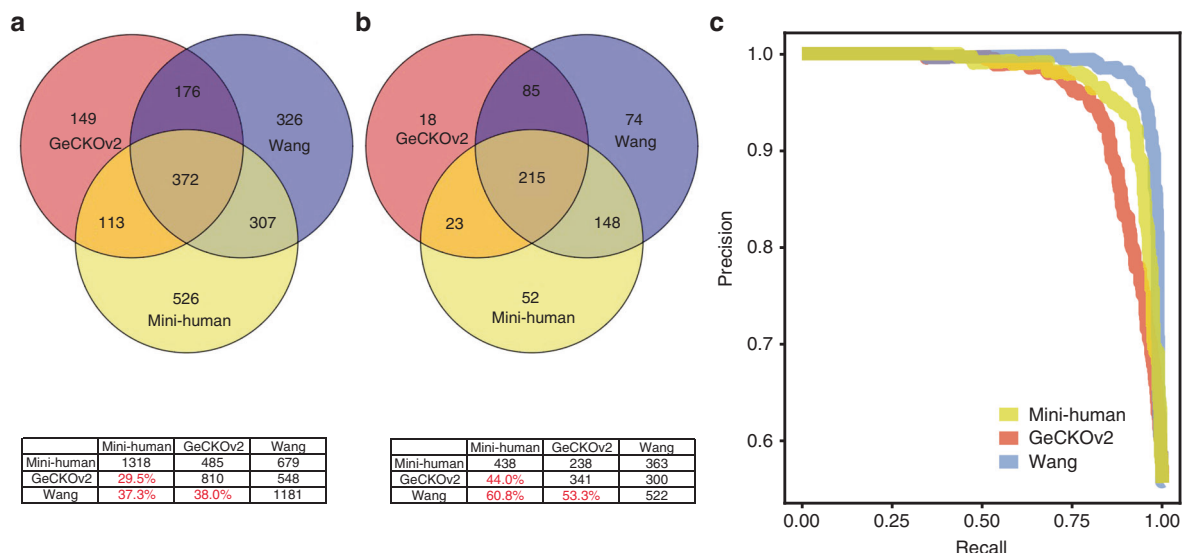 a
149
GeCKOv2
176
326
Wang
372
113
307
526
Mini-human
Mini-human GeCKOv2 Wang
Mini-human 1318 485 679
GeCKOv2 29.5% 810 548
Wang 37.3% 38.0% 1181
b
18
GeCKOv2
85
74
Wang
215
23
148
52
Mini-human
Mini-human GeCKOv2 Wang
Mini-human 438 238 363
GeCKOv2 44.0% 341 300
Wang 60.8% 53.3% 522
c
Precision
1.0
0.9
0.8
0.7
0.6
Mini-human
GeCKOv2
Wang
0.00 0.25 0.50 0.75 1.00
Recall